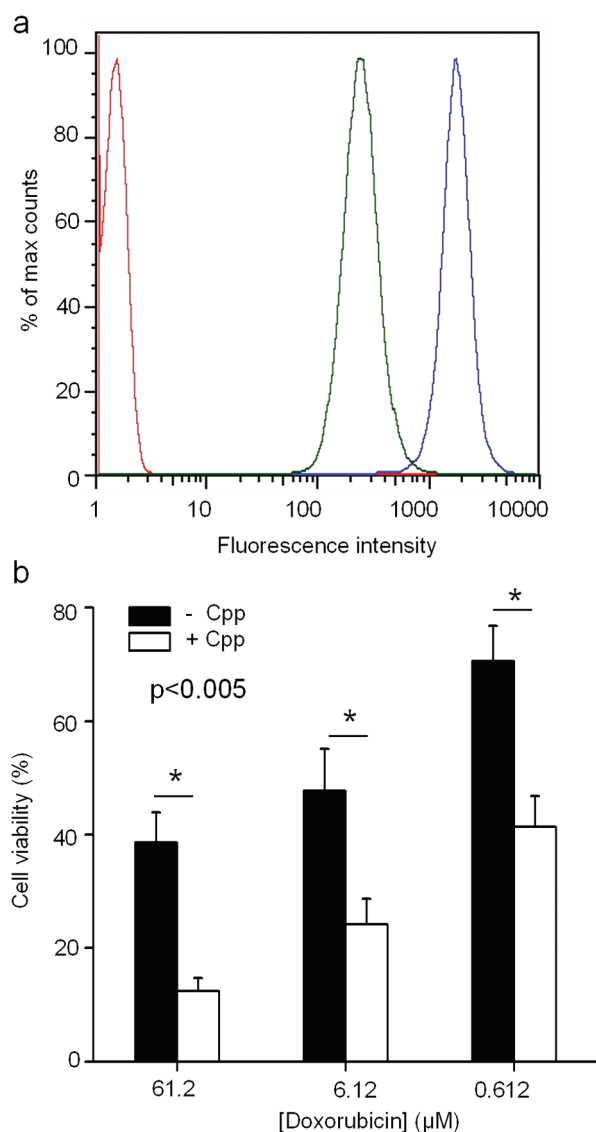 a
100
80
60
40
20
0
% of max counts
1 10 100 1000 10000
Fluorescence intensity
b
80
60
40
20
0
Cell viability (%)
- Cpp
+ Cpp
p<0.005
*
*
*
61.2 6.12 0.612
[Doxorubicin] (µM)